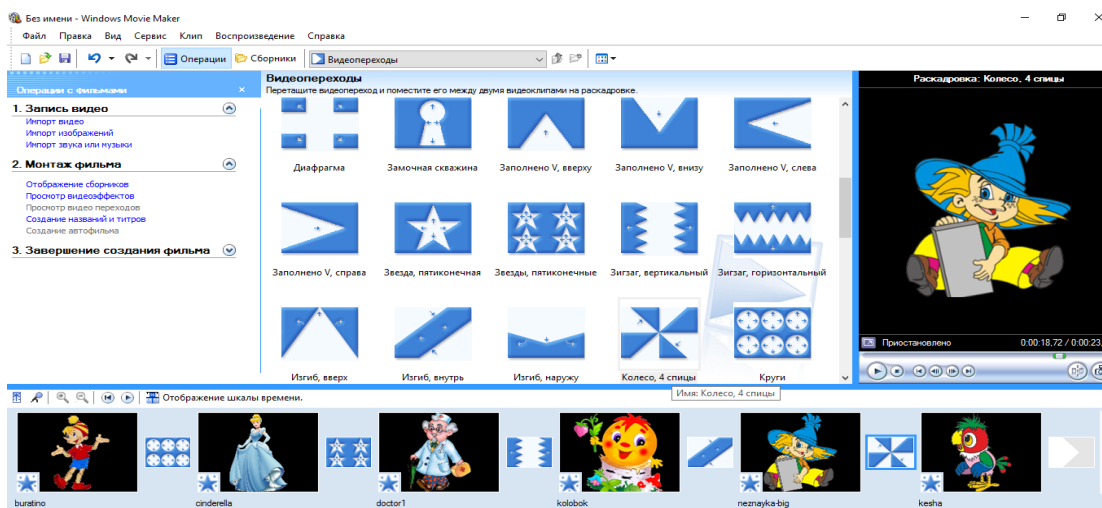 Без имени - Windows Movie Maker
Файл Правка Вид Сервис Клип Воспроизведение Справка
Операции Сборники Видеопереходы
Операции с фильмами
1. Запись видео
Импорт видео
Импорт изображений
Импорт звука или музыки
2. Монтаж фильма
Отображение сборников
Просмотр видеоэффектов
Просмотр видео переходов
Создание названий и титров
Создание автофильма
3. Завершение создания фильма
Видеопереходы
Перетащите видеопереход и поместите его между двумя видеоклипами на раскадровке.
Диафрагма Замочная скважина Заполнено V, вверху Заполнено V, внизу Заполнено V, слева
Заполнено V, справа Звезда, пятиконечная Звезды, пятиконечные Зигзаг, вертикальный Зигзаг, горизонтальный
Изгиб, вверх Изгиб, внутрь Изгиб, наружу Колесо, 4 спицы Круги
Имя: Колесо, 4 спицы
Раскадровка: Колесо, 4 спицы
Приостановлено 0:00:18,72 / 0:00:23,
Отображение шкалы времени.
buratino cinderella doctor1 kolobok neznayka-big kesha